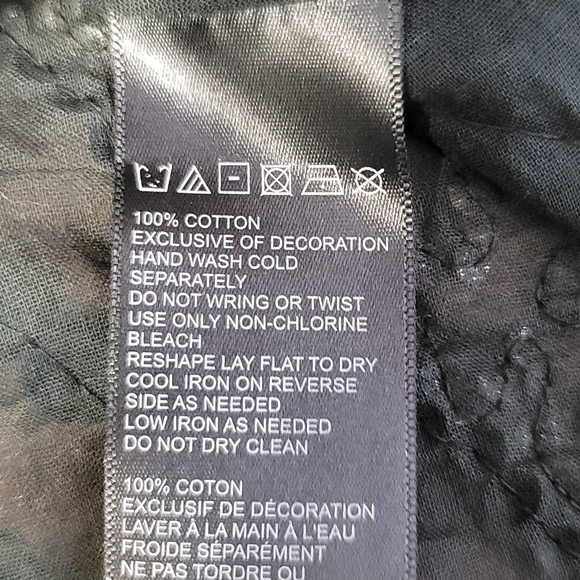 100% COTTON
EXCLUSIVE OF DECORATION
HAND WASH COLD
SEPARATELY
DO NOT WRING OR TWIST
USE ONLY NON-CHLORINE
BLEACH
RESHAPE LAY FLAT TO DRY
COOL IRON ON REVERSE
SIDE AS NEEDED
LOW IRON AS NEEDED
DO NOT DRY CLEAN
100% COTON
EXCLUSIF DE DÉCORATION
LAVER À LA MAIN À L'EAU
FROIDE SÉPARÉMENT
NE PAS TORDRE OU